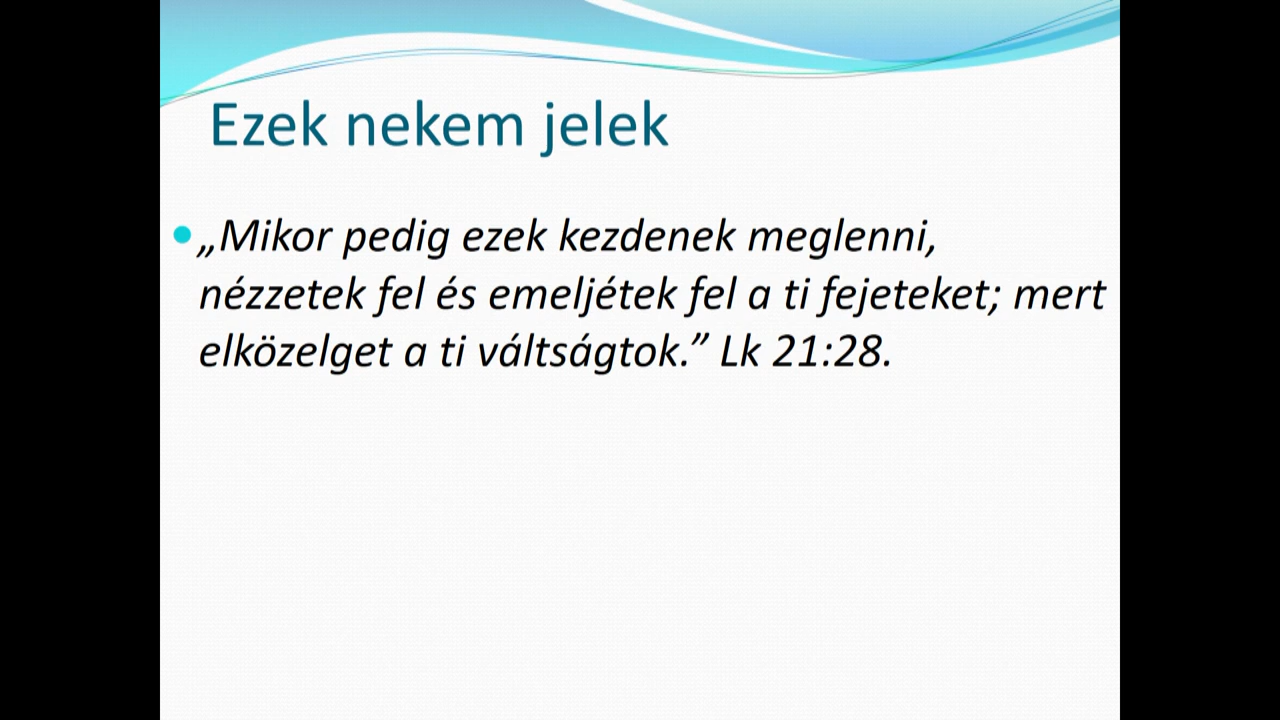 Ezek nekem jelek
„Mikor pedig ezek kezdenek meglenni,
nézzetek fel és emeljétek fel a ti fejeteket; mert
elközelget a ti váltságtok.” Lk 21:28.